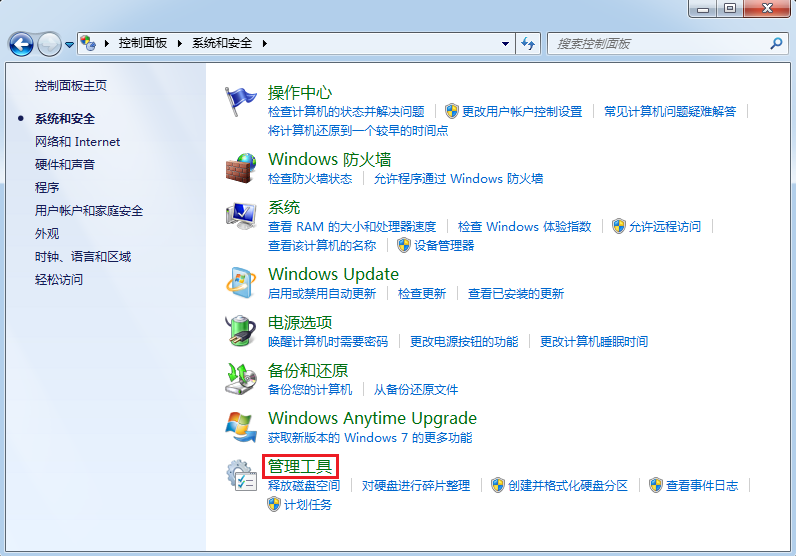 控制面板 系统和安全 搜索控制面板
控制面板主页
系统和安全
网络和 Internet
硬件和声音
程序
用户帐户和家庭安全
外观
时钟、语言和区域
轻松访问
操作中心
检查计算机的状态并解决问题 更改用户帐户控制设置 常见计算机问题疑难解答
将计算机还原到一个较早的时间点
Windows 防火墙
检查防火墙状态 允许程序通过 Windows 防火墙
系统
查看 RAM 的大小和处理器速度 检查 Windows 体验指数 允许远程访问
查看该计算机的名称 设备管理器
Windows Update
启用或禁用自动更新 检查更新 查看已安装的更新
电源选项
唤醒计算机时需要密码 更改电源按钮的功能 更改计算机睡眠时间
备份和还原
备份您的计算机 从备份还原文件
Windows Anytime Upgrade
获取新版本的 Windows 7 的更多功能
管理工具
释放磁盘空间 对硬盘进行碎片整理 创建并格式化硬盘分区 查看事件日志
计划任务